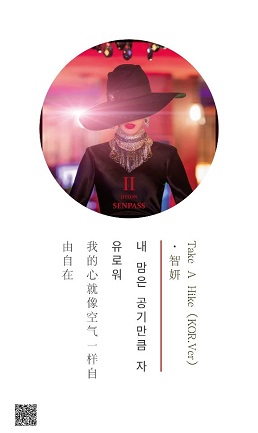 II
SENPASS
Take A Hike (KOR.Ver)
·智妍
내 맘은 공기만큼 자
유로워
我的心就像空气一样自
由自在